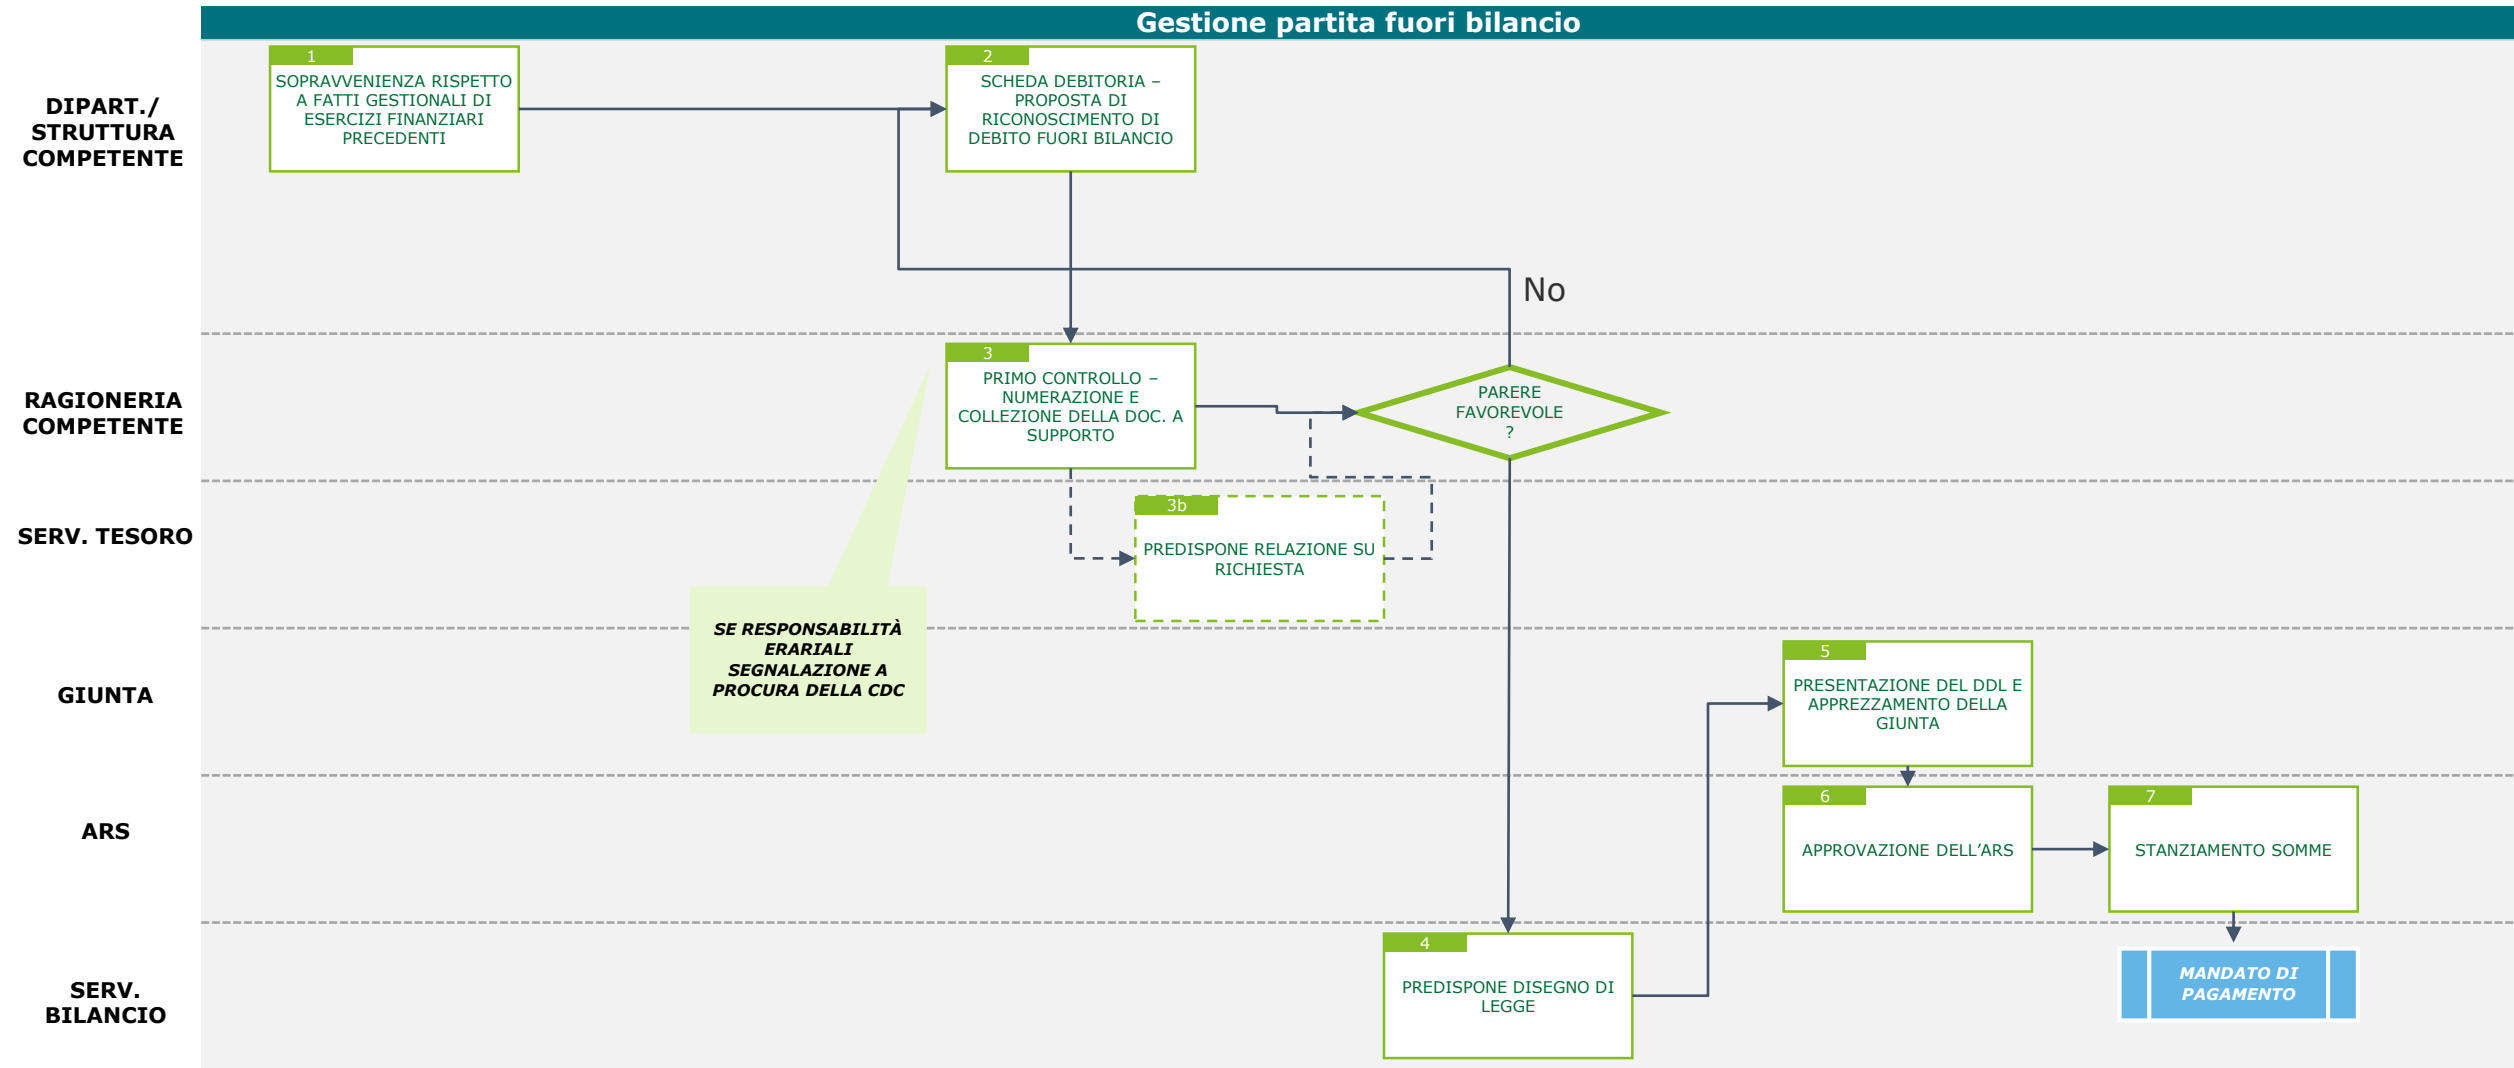 Gestione partita fuori bilancio
DIPART./
STRUTTURA
COMPETENTE
1
SOPRAVVENIENZA RISPETTO
A FATTI GESTIONALI DI
ESERCIZI FINANZIARI
PRECEDENTI
2
SCHEDA DEBITORIA –
PROPOSTA DI
RICONOSCIMENTO DI
DEBITO FUORI BILANCIO
No
RAGIONERIA
COMPETENTE
3
PRIMO CONTROLLO –
NUMERAZIONE E
COLLEZIONE DELLA DOC. A
SUPPORTO
PARERE
FAVOREVOLE
?
SERV. TESORO
3b
PREDISPONE RELAZIONE SU
RICHIESTA
SE RESPONSABILITÀ
ERARIALI
SEGNALAZIONE A
PROCURA DELLA CDC
GIUNTA
5
PRESENTAZIONE DEL DDL E
APPREZZAMENTO DELLA
GIUNTA
ARS
6
APPROVAZIONE DELL’ARS
7
STANZIAMENTO SOMME
SERV.
BILANCIO
4
PREDISPONE DISEGNO DI
LEGGE
MANDATO DI
PAGAMENTO